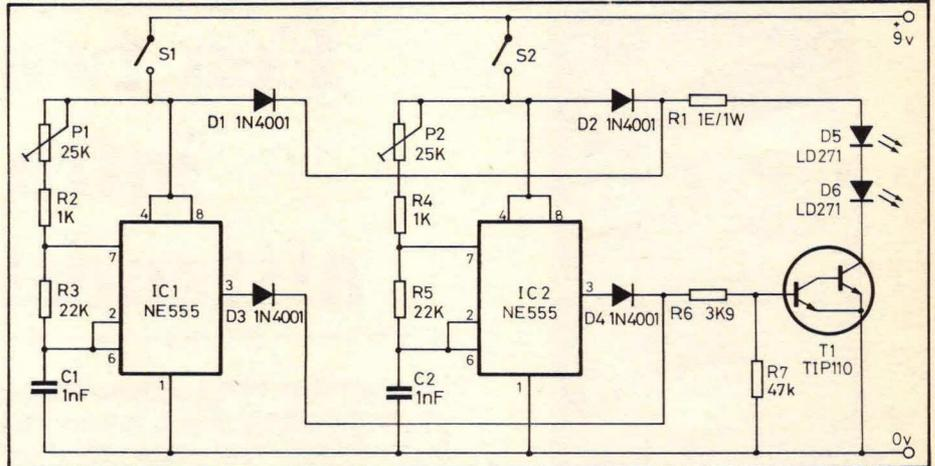 +
9v
S1
S2
D1 1N4001
D2 1N4001
R1 1E/1W
P1
25K
P2
25K
D5
LD271
D6
LD271
R2
1K
R4
1K
4 8
4 8
7
7
R3
22K
IC1
NE555
3
D3 1N4001
R5
22K
IC2
NE555
3
D4 1N4001
R6 3K9
2
2
6
6
T1
TIP110
C1
1nF
1
C2
1nF
1
R7
47k
0v